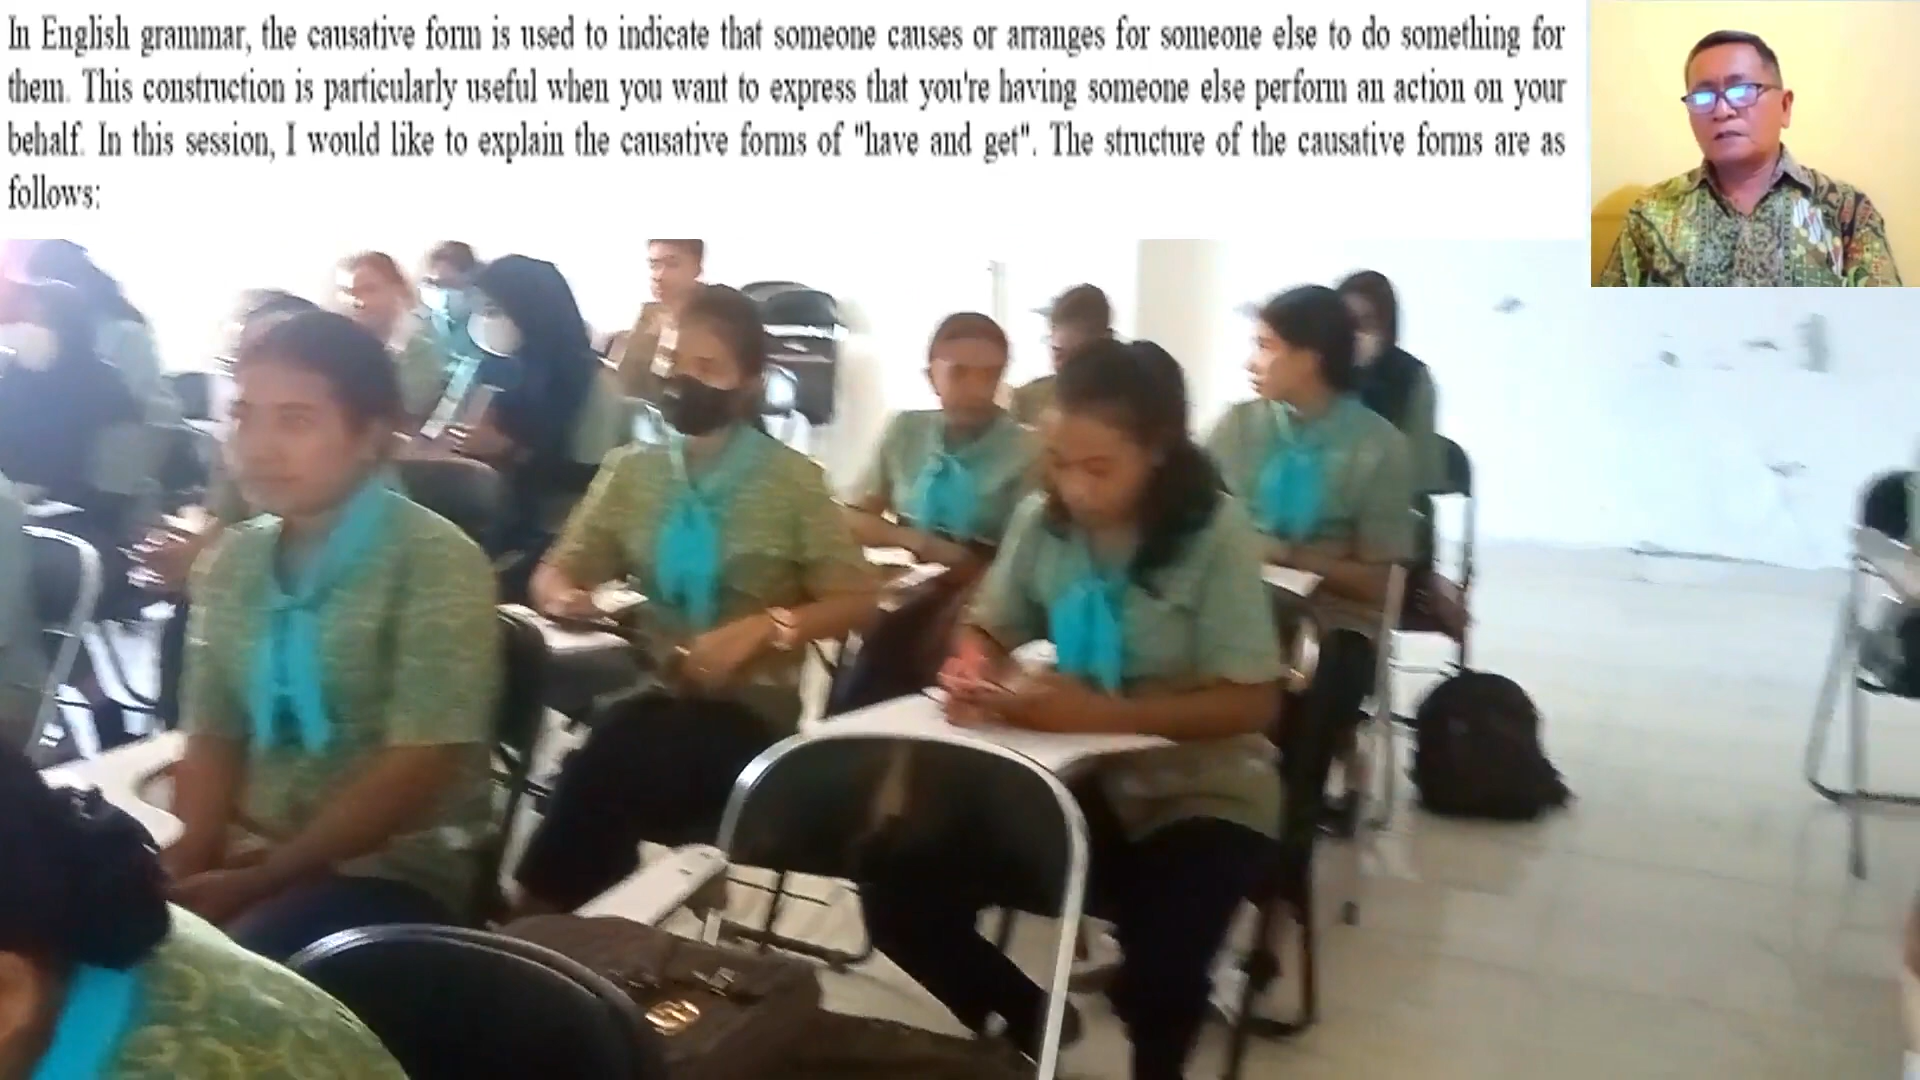 In English grammar, the causative form is used to indicate that someone causes or arranges for someone else to do something for
them. This construction is particularly useful when you want to express that you're having someone else perform an action on your
behalf. In this session, I would like to explain the causative forms of "have and get". The structure of the causative forms are as
follows: